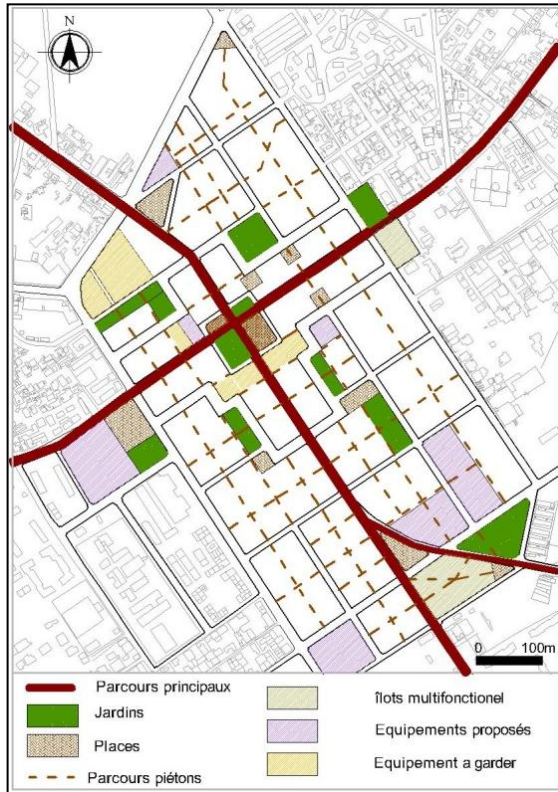 N
0 100m
Parcours principaux
Jardins
Places
Parcours piétons
îlots multifonctionel
Equipements proposés
Equipement a garder